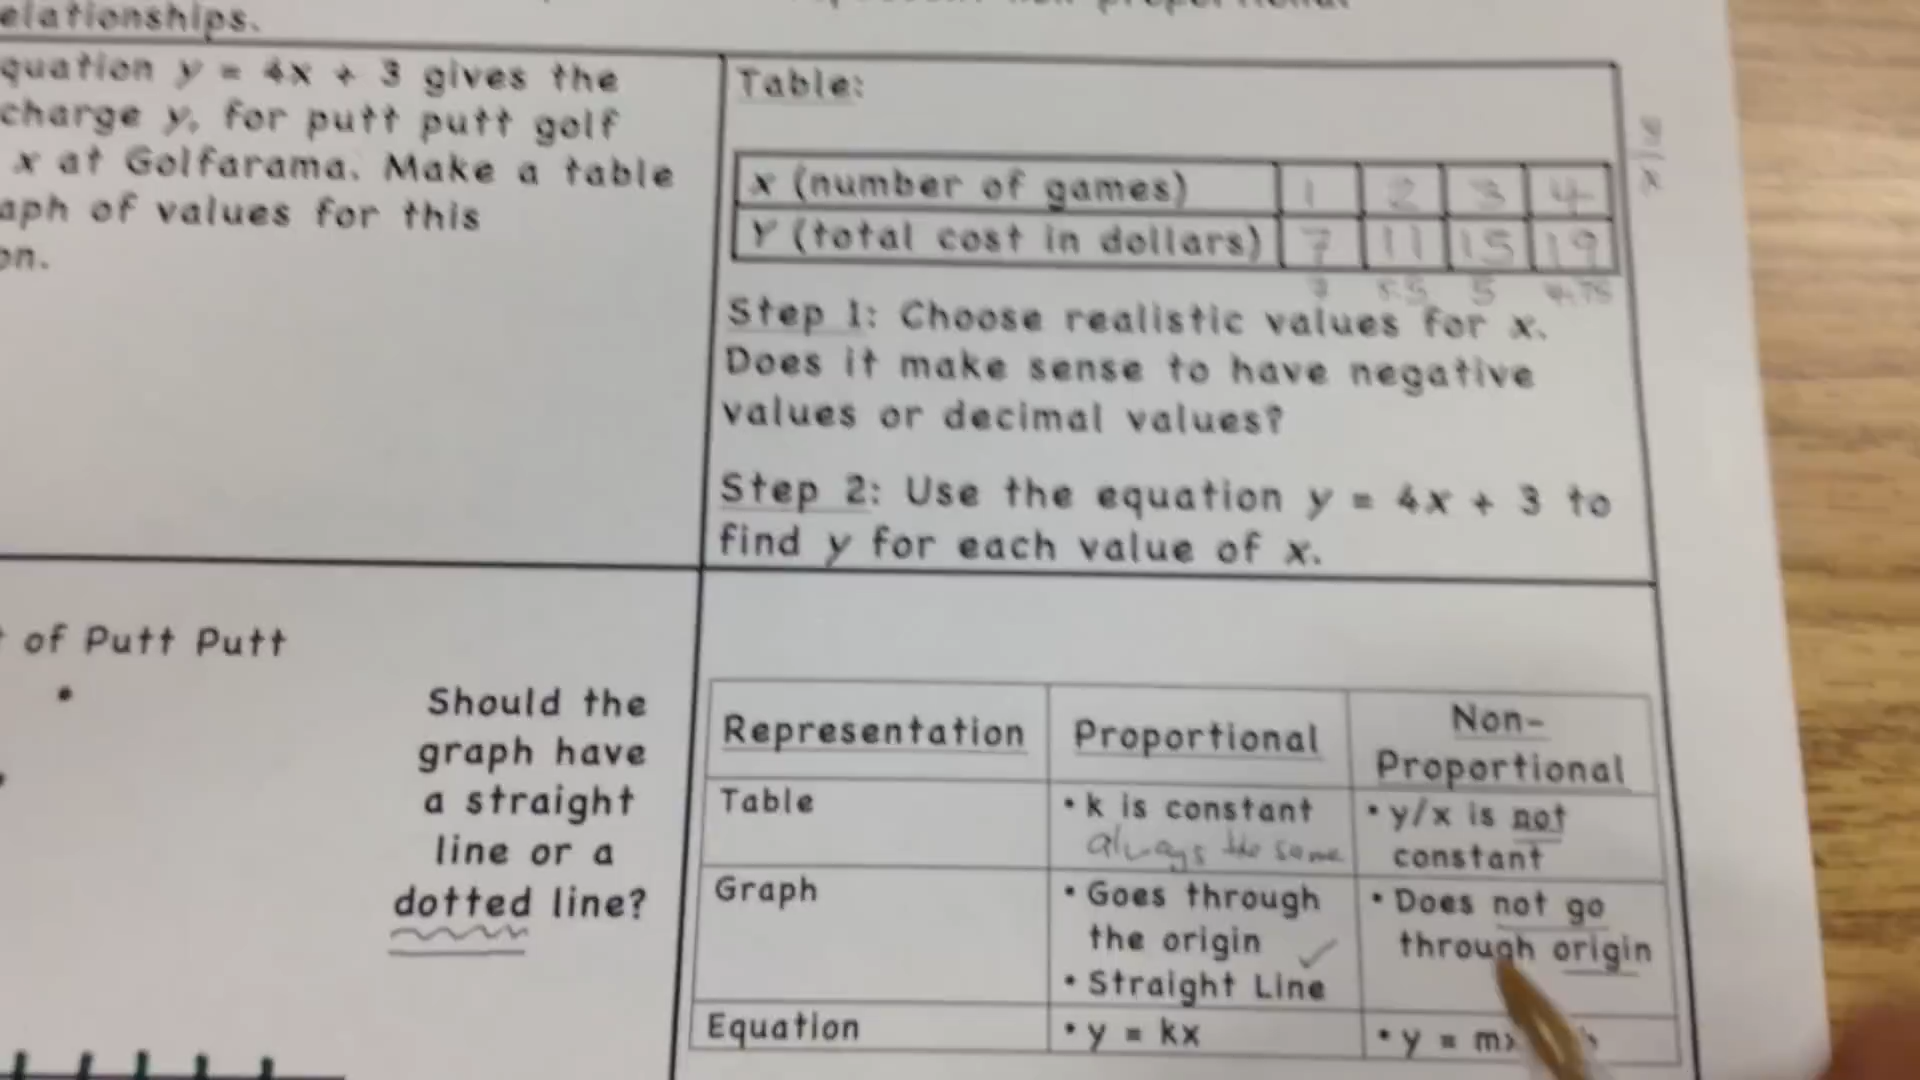 elationships.
quation y = 4x + 3 gives the
charge y, for putt putt golf
x at Golfarama. Make a table
aph of values for this
on.
Table:
x (number of games) 1 2 3 4
Y (total cost in dollars) 7 11 15 19
7 5.5 5 4.75
y/x
Step 1: Choose realistic values for x.
Does it make sense to have negative
values or decimal values?
Step 2: Use the equation y = 4x + 3 to
find y for each value of x.
of Putt Putt
Should the
graph have
a straight
line or a
dotted line?
Representation Proportional Non-
Proportional
Table • k is constant • y/x is not
always the same constant
Graph • Goes through • Does not go
the origin through origin
• Straight Line
Equation • y = kx • y = mx